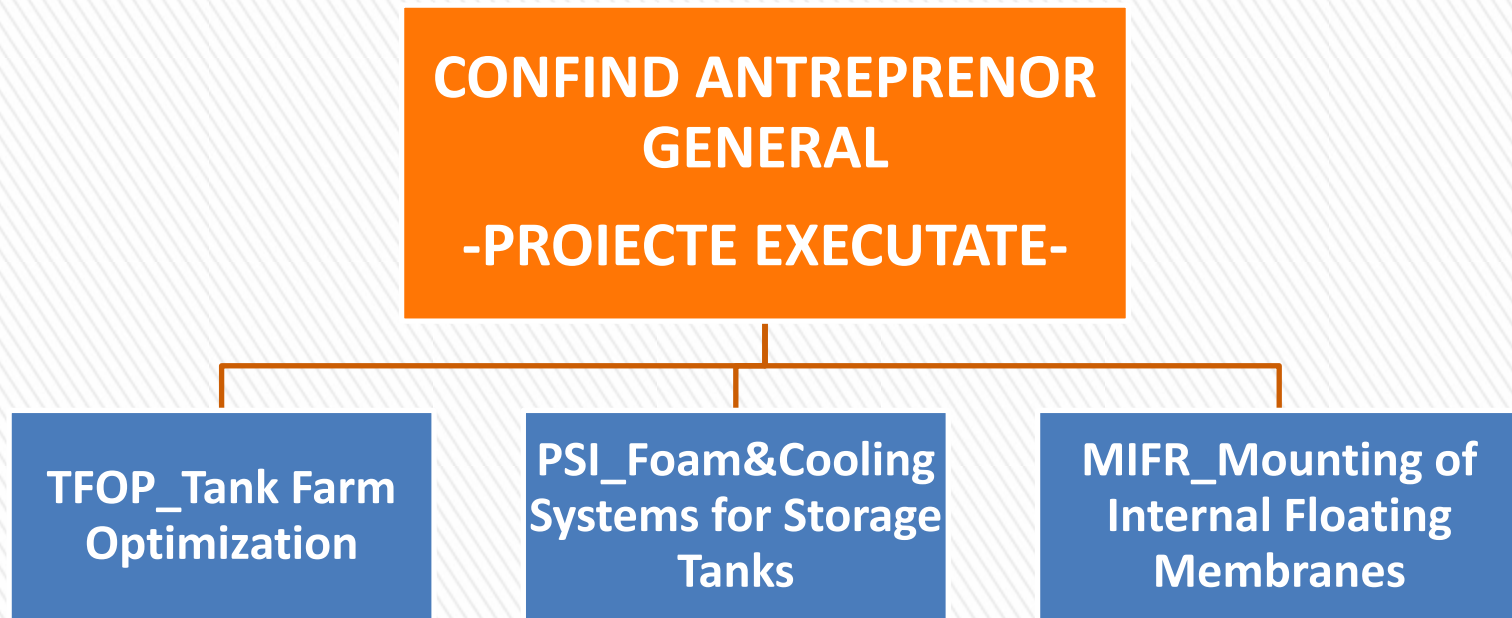 CONFIND ANTREPRENOR
GENERAL
-PROIECTE EXECUTATE-
TFOP_Tank Farm
Optimization
PSI_Foam&Cooling
Systems for Storage
Tanks
MIFR_Mounting of
Internal Floating
Membranes